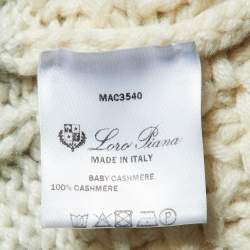 MAC3540
Loro Piana
MADE IN ITALY
BABY CASHMERE
100% CASHMERE